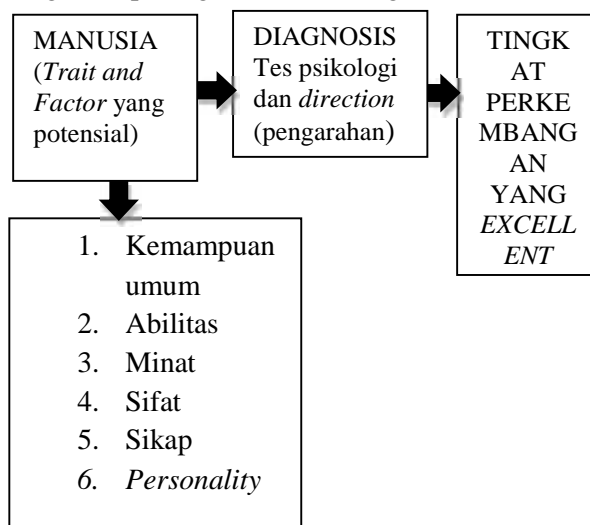 MANUSIA
(Trait and
Factor yang
potensial)
DIAGNOSIS
Tes psikologi
dan direction
(pengarahan)
TINGK
AT
PERKE
MBANG
AN
YANG
EXCELL
ENT
1. Kemampuan
umum
2. Abilitas
3. Minat
4. Sifat
5. Sikap
6. Personality